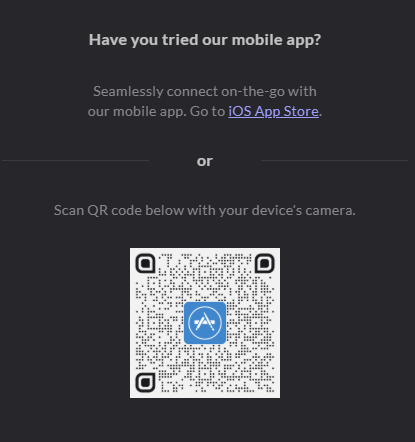 Have you tried our mobile app?
Seamlessly connect on-the-go with
our mobile app. Go to iOS App Store.
or
Scan QR code below with your device's camera.